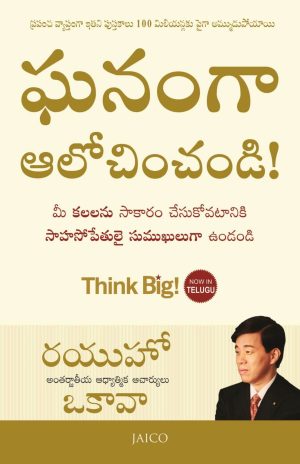 ప్రపంచ వ్యాప్తంగా ఇతని పుస్తకాలు 100 మిలియన్లకు పైగా అమ్ముడుపోయాయి
ఘనంగా
ఆలోచించండి!
మీ కలలను సాకారం చేసుకోవటానికి
సాహసోపేతులై సుముఖులుగా ఉండండి
Think Big!
NOW IN
TELUGU
రయుహో
అంతర్జాతీయ ఆధ్యాత్మిక ఆచార్యులు
ఒకావా
JAICO